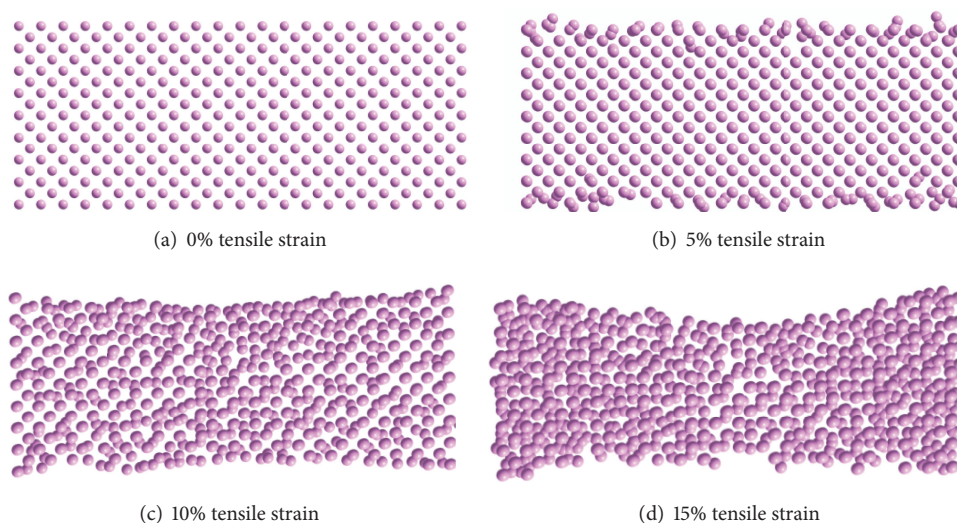 (a) 0% tensile strain
(b) 5% tensile strain
(c) 10% tensile strain
(d) 15% tensile strain